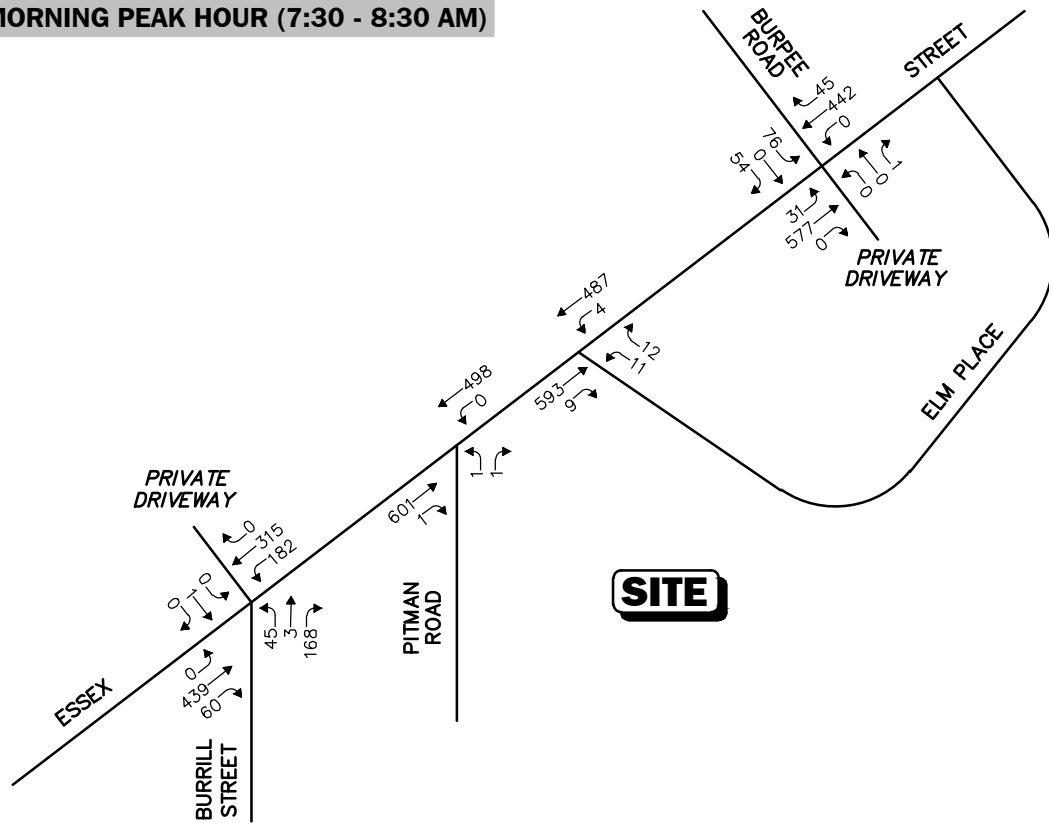 MORNING PEAK HOUR (7:30 - 8:30 AM)
BURPEE
ROAD
STREET
45
442
0
76
0
54
1
0
0
31
577
0
PRIVATE
DRIVEWAY
487
4
12
11
593
9
ELM PLACE
498
0
1
1
601
1
PRIVATE
DRIVEWAY
0
315
182
0
1
0
SITE
PITMAN
ROAD
45
3
168
0
439
60
ESSEX
BURRILL
STREET